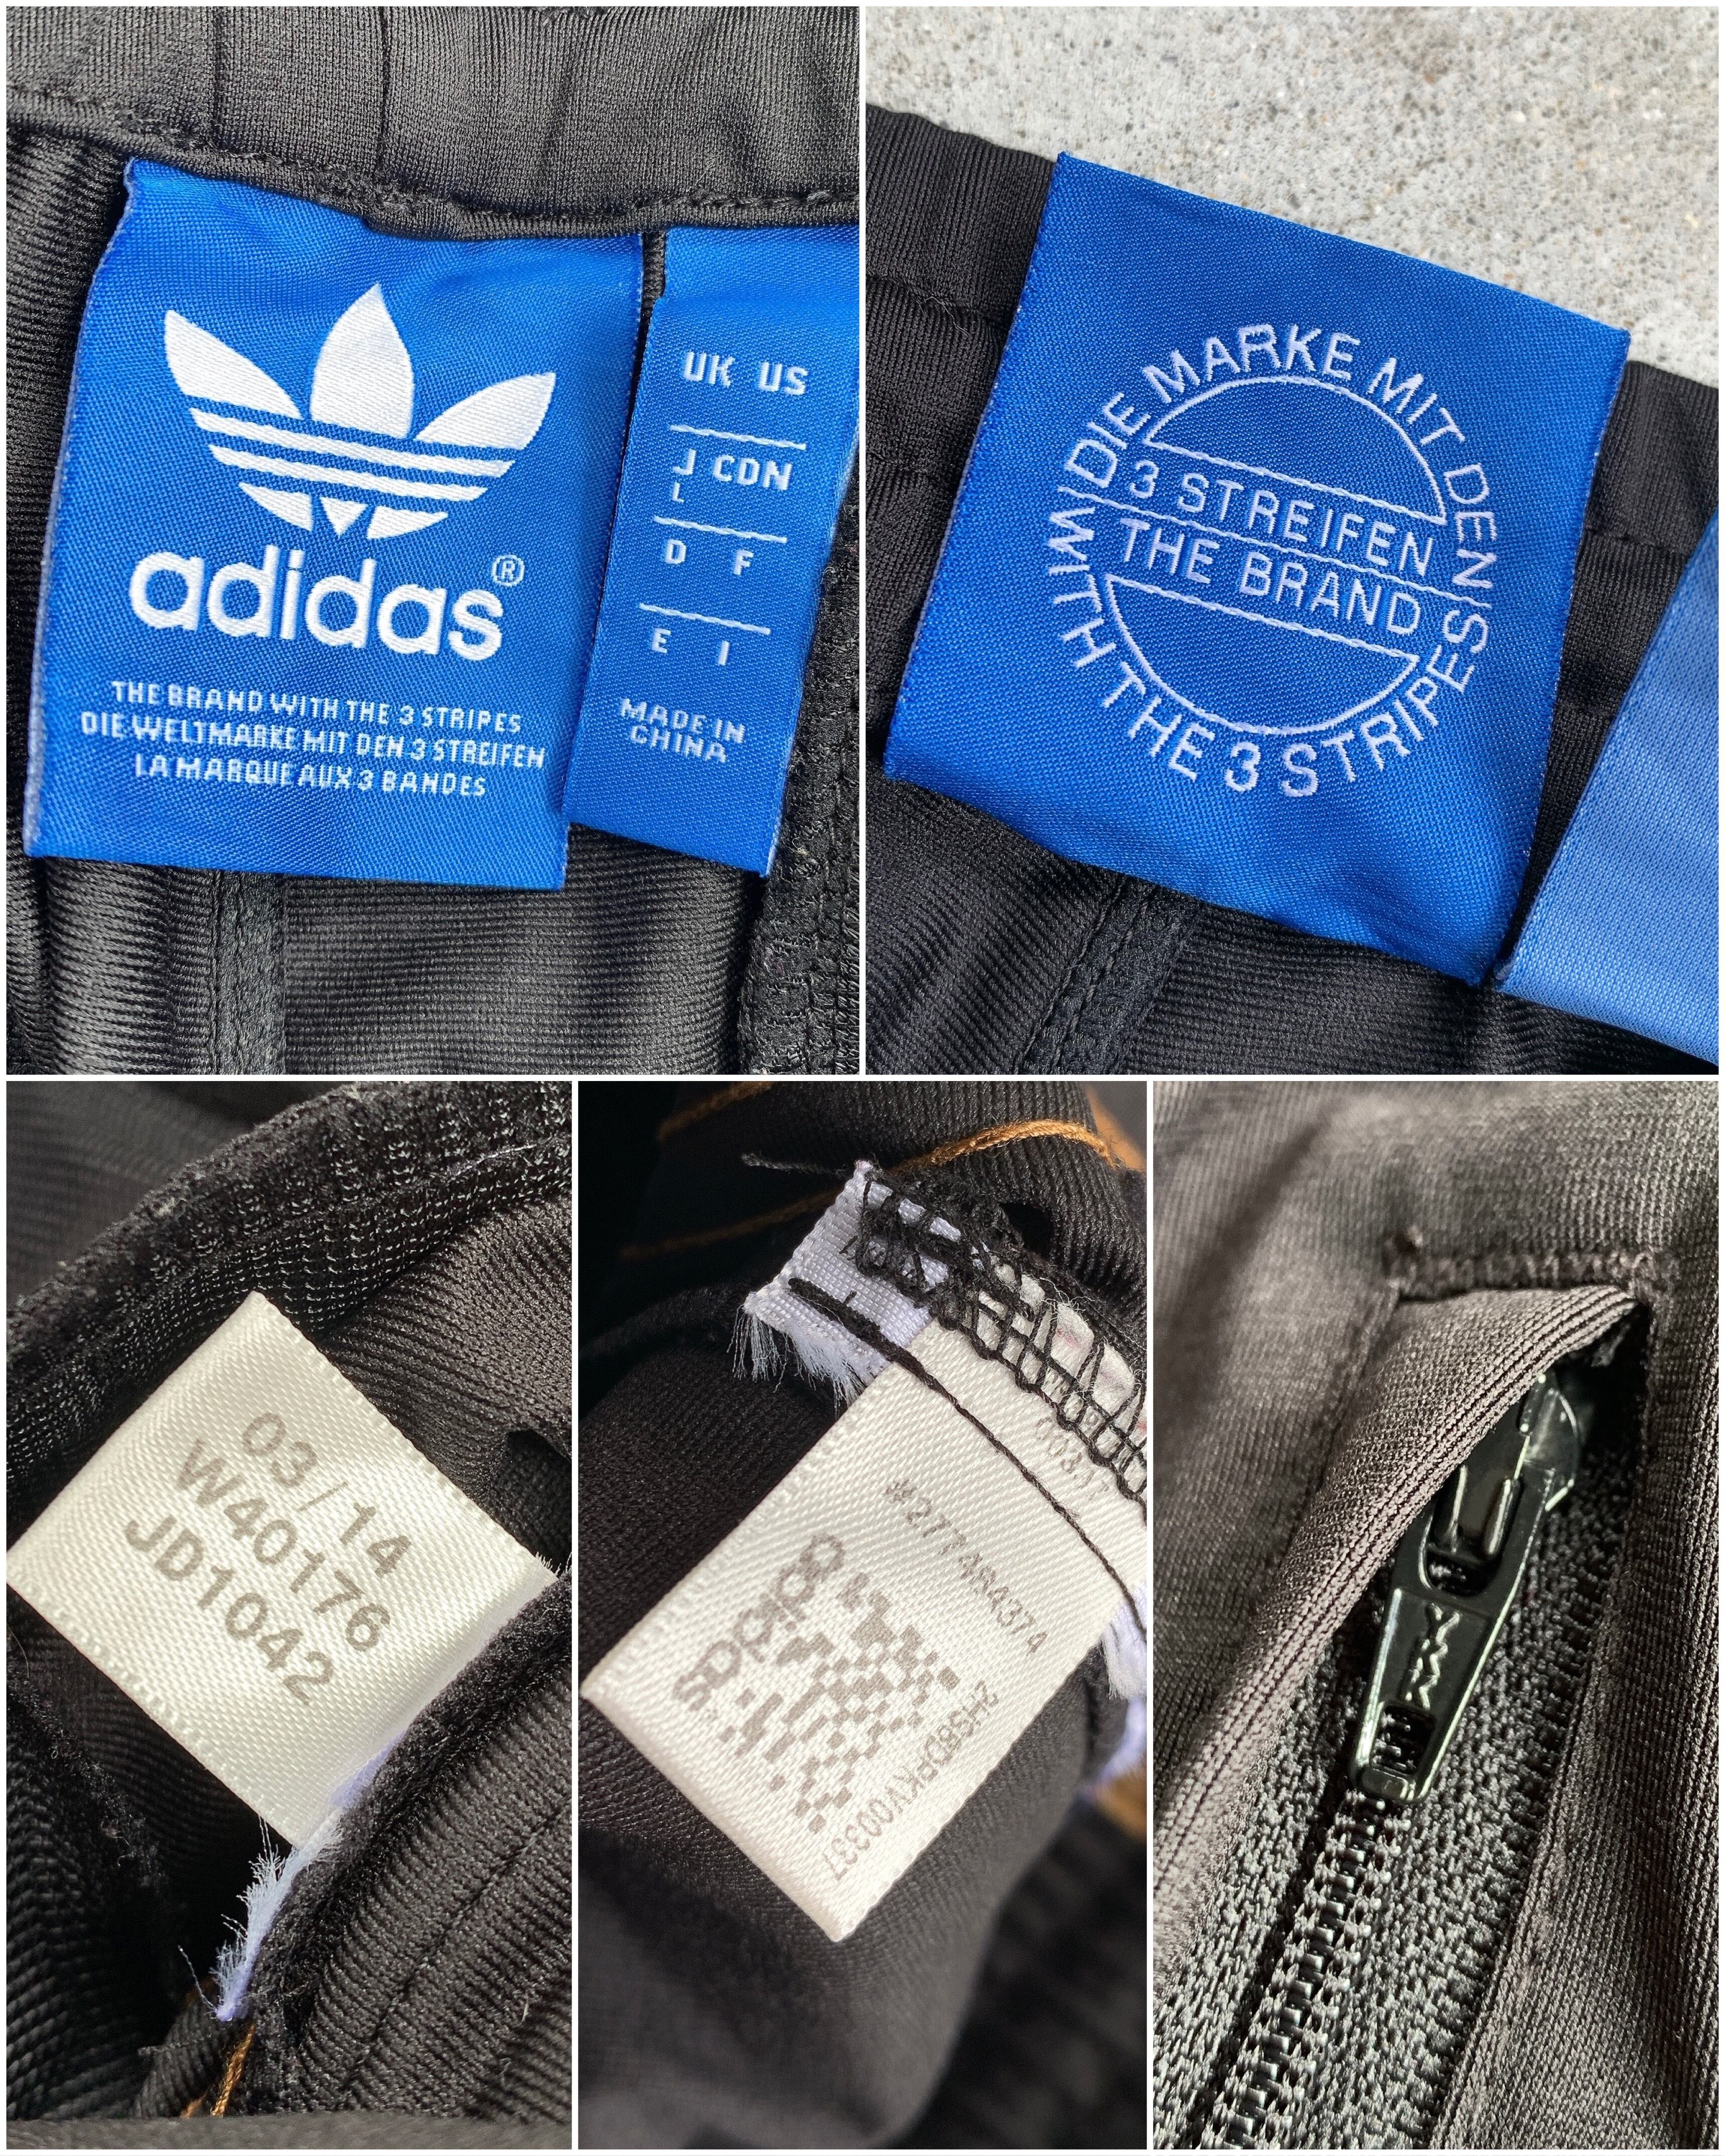 adidas®
THE BRAND WITH THE 3 STRIPES
DIE WELTMARKE MIT DEN 3 STREIFEN
LA MARQUE AUX 3 BANDES
UK US
J CDN
L
D F
E I
MADE IN
CHINA
DIE MARKE MIT DEN
3 STREIFEN
THE BRAND
WITH THE 3 STRIPES
03/14
W40176
JD1042
#277484374
adidas
2HS8DPKV00337